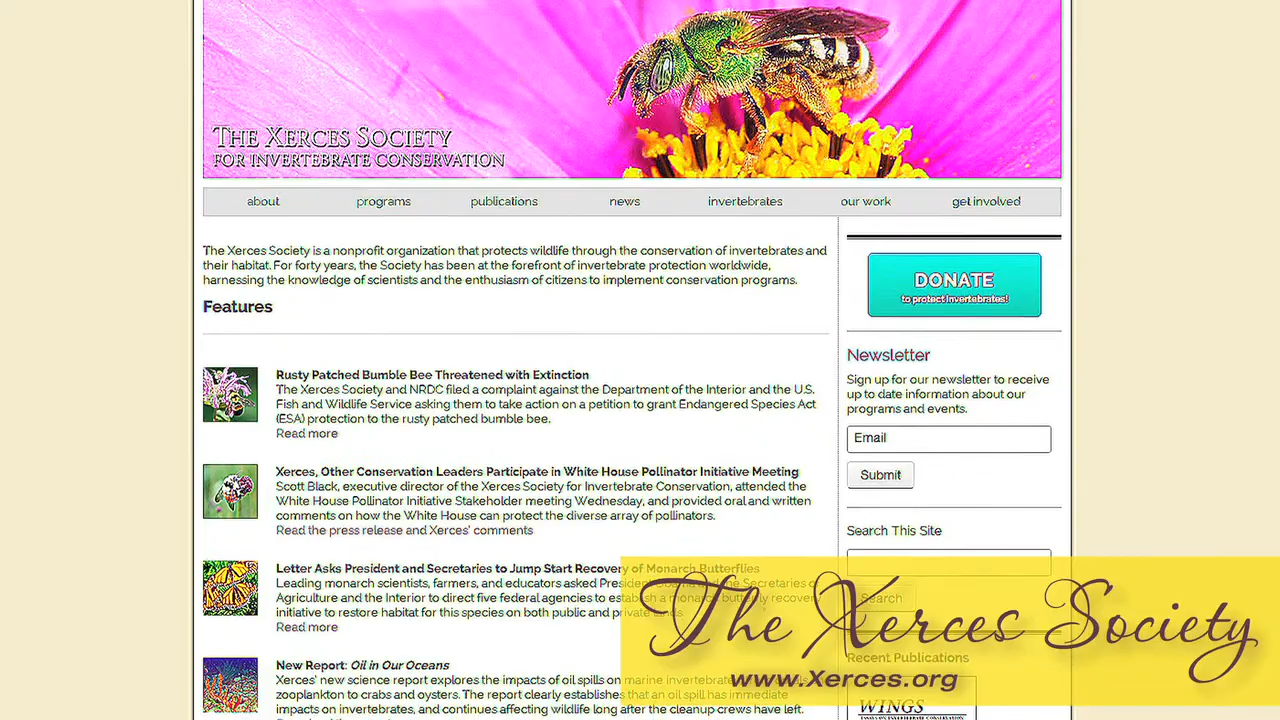 THE XERCES SOCIETY
FOR INVERTEBRATE CONSERVATION
about programs publications news invertebrates our work get involved
The Xerces Society is a nonprofit organization that protects wildlife through the conservation of invertebrates and
their habitat. For forty years, the Society has been at the forefront of invertebrate protection worldwide,
harnessing the knowledge of scientists and the enthusiasm of citizens to implement conservation programs.
Features
Rusty Patched Bumble Bee Threatened with Extinction
The Xerces Society and NRDC filed a complaint against the Department of the Interior and the U.S.
Fish and Wildlife Service asking them to take action on a petition to grant Endangered Species Act
(ESA) protection to the rusty patched bumble bee.
Read more
Xerces, Other Conservation Leaders Participate in White House Pollinator Initiative Meeting
Scott Black, executive director of the Xerces Society for Invertebrate Conservation, attended the
White House Pollinator Initiative Stakeholder meeting Wednesday, and provided oral and written
comments on how the White House can protect the diverse array of pollinators.
Read the press release and Xerces' comments
Letter Asks President and Secretaries to Jump Start Recovery of Monarch Butterflies
Leading monarch scientists, farmers, and educators asked President and the Secretaries of
Agriculture and the Interior to direct five federal agencies to establish a monarch butterfly recovery
initiative to restore habitat for this species on both public and private lands.
Read more
New Report: Oil in Our Oceans
Xerces' new science report explores the impacts of oil spills on marine
zooplankton to crabs and oysters. The report clearly establishes that an oil spill has immediate
impacts on invertebrates, and continues affecting wildlife long after the cleanup crews have left.
DONATE
to protect invertebrates!
Newsletter
Sign up for our newsletter to receive
up to date information about our
programs and events.
Email
Submit
Search This Site
Search
Recent Publications
WINGS
ESSAYS ON INVERTEBRATE CONSERVATION
The Xerces Society
www.Xerces.org